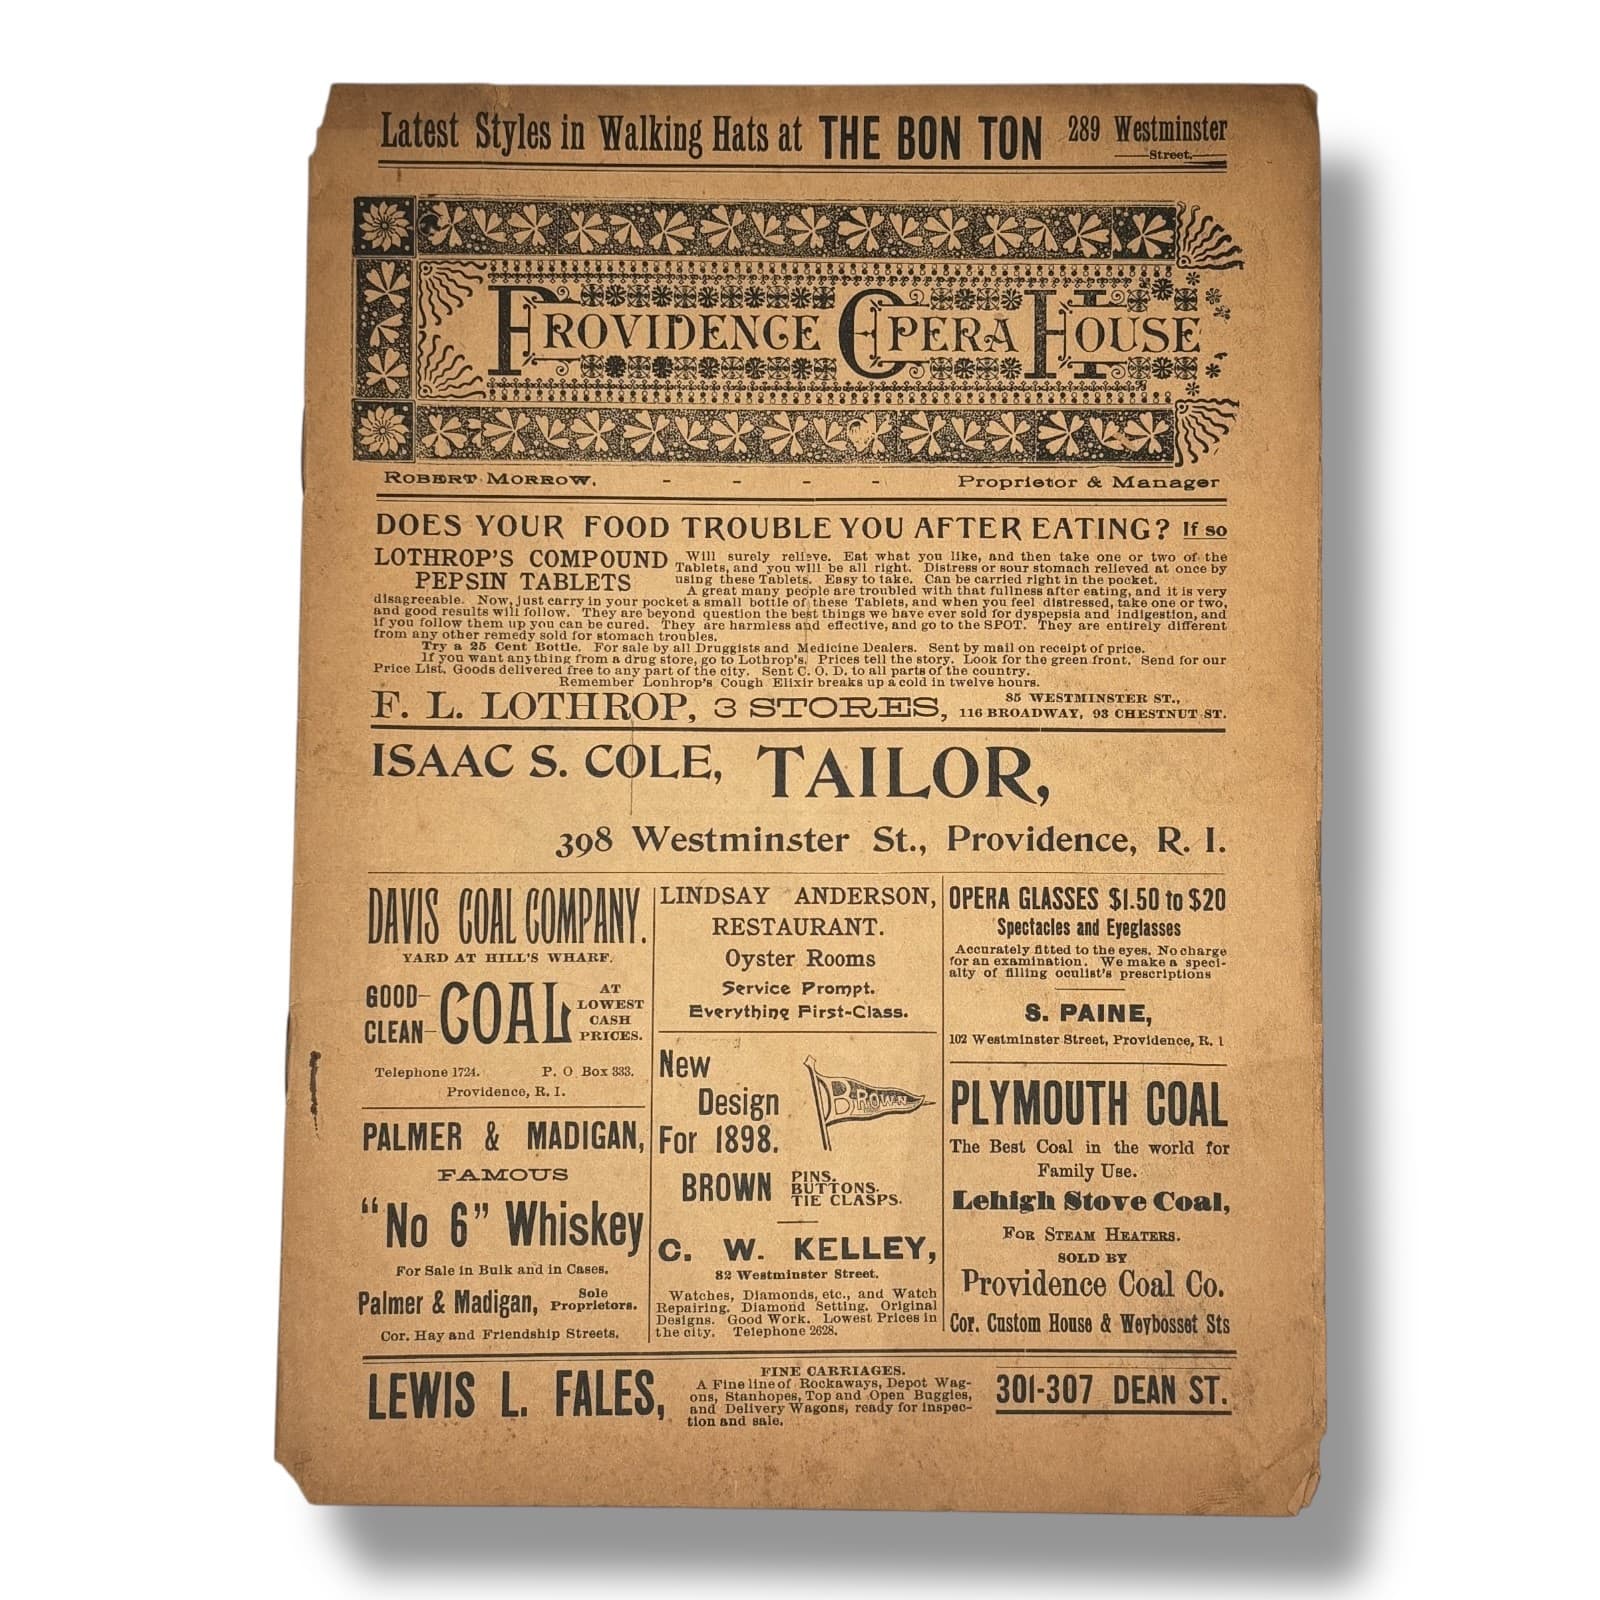 Latest Styles in Walking Hats at THE BON TON 289 Westminster
Street.
PROVIDENCE OPERA HOUSE
ROBERT MORROW, - - - - Proprietor & Manager
DOES YOUR FOOD TROUBLE YOU AFTER EATING? If so
LOTHROP'S COMPOUND
PEPSIN TABLETS
Will surely relieve. Eat what you like, and then take one or two of the
Tablets, and you will be all right. Distress or sour stomach relieved at once by
using these Tablets. Easy to take. Can be carried right in the pocket.
A great many people are troubled with that fullness after eating, and it is very
disagreeable. Now, just carry in your pocket a small bottle of these Tablets, and when you feel distressed, take one or two,
and good results will follow. They are beyond question the best things we have ever sold for dyspepsia and indigestion, and
if you follow them up you can be cured. They are harmless and effective, and go to the SPOT. They are entirely different
from any other remedy sold for stomach troubles.
Try a 25 Cent Bottle. For sale by all Druggists and Medicine Dealers. Sent by mail on receipt of price.
If you want anything from a drug store, go to Lothrop's. Prices tell the story. Look for the green front. Send for our
Price List. Goods delivered free to any part of the city. Sent C. O. D. to all parts of the country.
Remember Lonhrop's Cough Elixir breaks up a cold in twelve hours.
F. L. LOTHROP, 3 STORES, 85 WESTMINSTER ST.,
116 BROADWAY, 93 CHESTNUT ST.
ISAAC S. COLE, TAILOR,
398 Westminster St., Providence, R. I.
DAVIS COAL COMPANY.
YARD AT HILL'S WHARF.
GOOD-
CLEAN-
COAL
AT
LOWEST
CASH
PRICES.
Telephone 1724. P. O Box 333.
Providence, R. I.
PALMER & MADIGAN,
FAMOUS
"No 6" Whiskey
For Sale in Bulk and in Cases.
Palmer & Madigan, Sole
Proprietors.
Cor. Hay and Friendship Streets.
LINDSAY ANDERSON,
RESTAURANT.
Oyster Rooms
Service Prompt.
Everything First-Class.
New
Design
For 1898.
BROWN
BROWN PINS.
BUTTONS.
TIE CLASPS.
C. W. KELLEY,
82 Westminster Street.
Watches, Diamonds, etc., and Watch
Repairing. Diamond Setting. Original
Designs. Good Work. Lowest Prices in
the city. Telephone 2628.
OPERA GLASSES $1.50 to $20
Spectacles and Eyeglasses
Accurately fitted to the eyes. No charge
for an examination. We make a speci-
alty of filling oculist's prescriptions
S. PAINE,
102 Westminster Street, Providence, R. I
PLYMOUTH COAL
The Best Coal in the world for
Family Use.
Lehigh Stove Coal,
FOR STEAM HEATERS.
SOLD BY
Providence Coal Co.
Cor. Custom House & Weybosset Sts
LEWIS L. FALES,
FINE CARRIAGES.
A Fine line of Rockaways, Depot Wag-
ons, Stanhopes, Top and Open Buggies,
and Delivery Wagons, ready for inspec-
tion and sale.
301-307 DEAN ST.